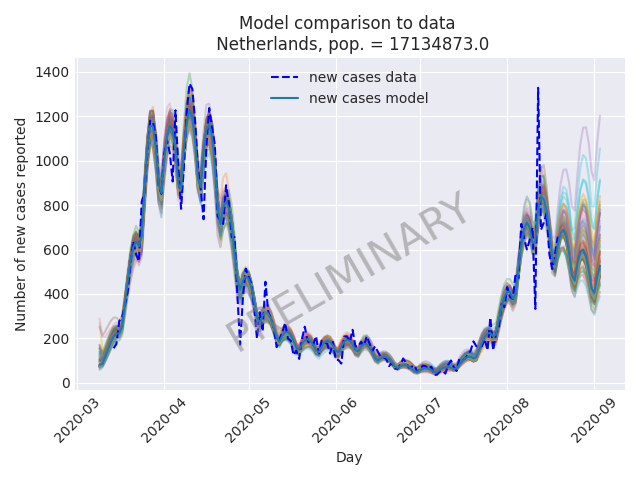 Model comparison to data
Netherlands, pop. = 17134873.0
new cases data
new cases model
Number of new cases reported
1400
1200
1000
800
600
400
200
0
PRELIMINARY
2020-03
2020-04
2020-05
2020-06
2020-07
2020-08
2020-09
Day